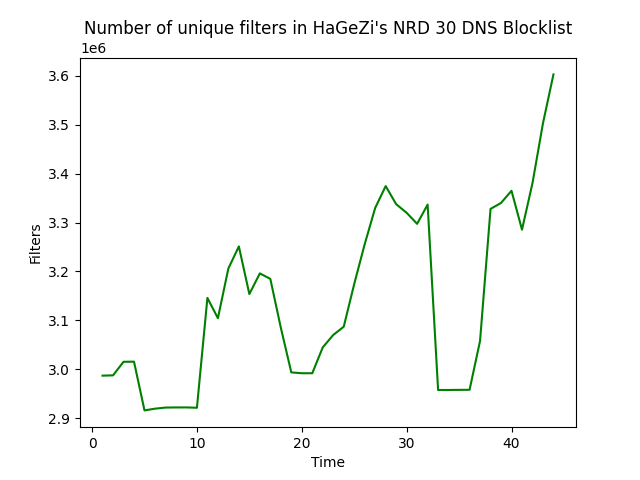 Number of unique filters in HaGeZi's NRD 30 DNS Blocklist
1e6
3.6
3.5
3.4
3.3
3.2
3.1
3.0
2.9
Filters
0 10 20 30 40
Time